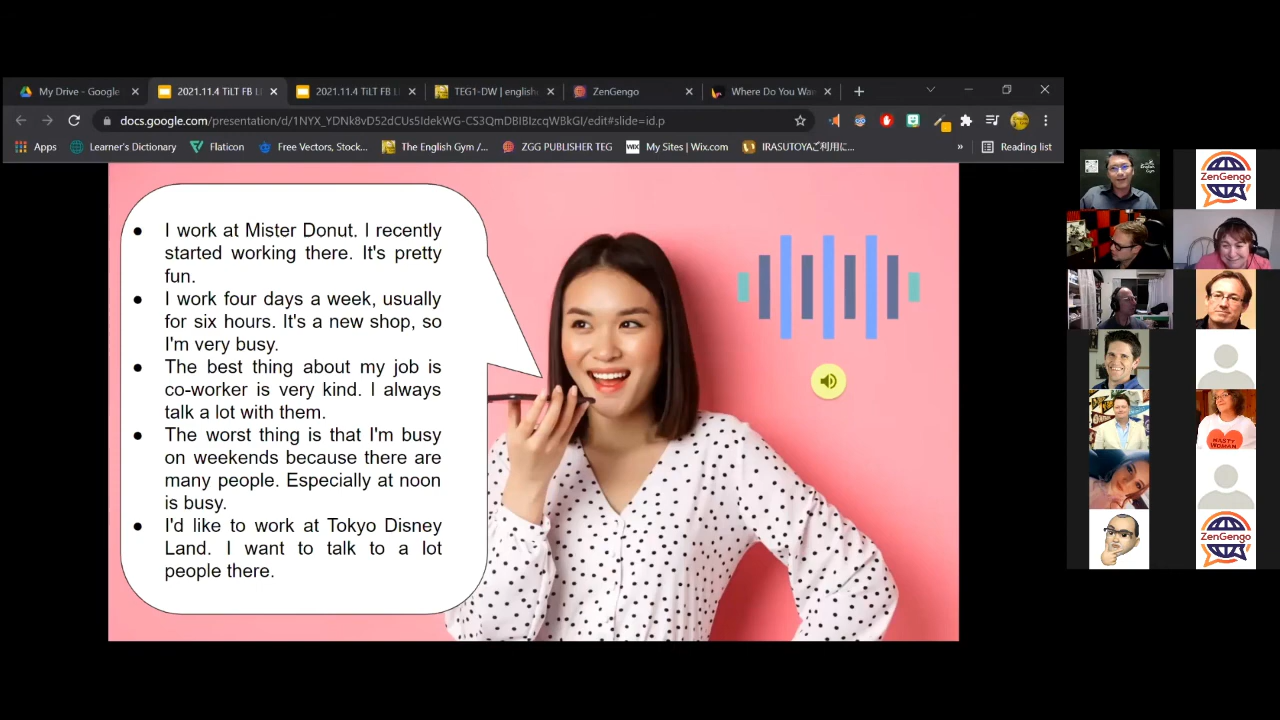 My Drive - Google
2021.11.4 TiLT FB L
2021.11.4 TiLT FB L
TEG1-DW | english
ZenGengo
Where Do You Wan
docs.google.com/presentation/d/1NYX_YDNk8vD52dCUs5IdekWG-CS3QmDBIBIzcqWBkGI/edit#slide=id.p
Apps
Learner's Dictionary
Flaticon
Free Vectors, Stock...
The English Gym /...
ZGG PUBLISHER TEG
WiX
My Sites | Wix.com
IRASUTOYAご利用に...
»
Reading list
● I work at Mister Donut. I recently
started working there. It's pretty
fun.
● I work four days a week, usually
for six hours. It's a new shop, so
I'm very busy.
● The best thing about my job is
co-worker is very kind. I always
talk a lot with them.
● The worst thing is that I'm busy
on weekends because there are
many people. Especially at noon
is busy.
● I'd like to work at Tokyo Disney
Land. I want to talk to a lot
people there.
ZenGengo
NASTY
WOMAN
ZenGengo